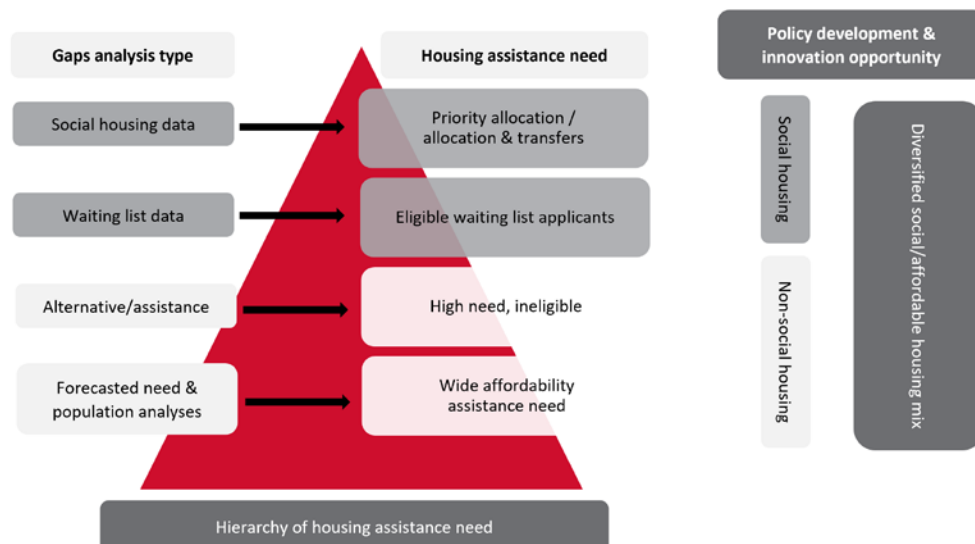 Gaps analysis type
Housing assistance need
Policy development &
innovation opportunity
Social housing data
Priority allocation /
allocation & transfers
Waiting list data
Eligible waiting list applicants
Alternative/assistance
High need, ineligible
Forecasted need &
population analyses
Wide affordability
assistance need
Social housing
Non-social housing
Diversified social/affordable housing mix
Hierarchy of housing assistance need